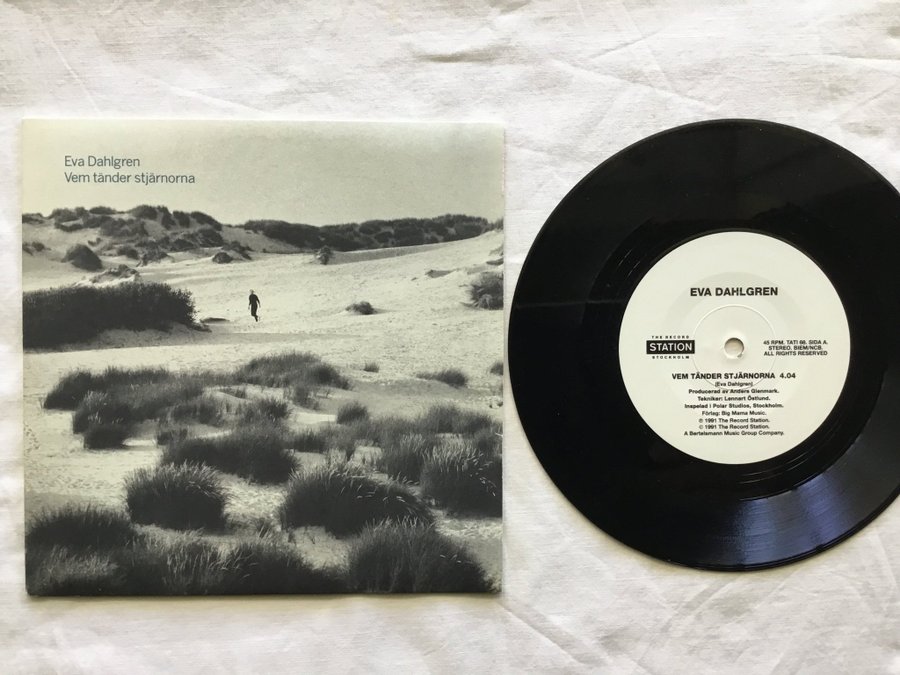 Eva Dahlgren
Vem tänder stjärnorna
EVA DAHLGREN
THE RECORD
STATION
STOCKHOLM
45 RPM. TATI 68. SIDA A.
STEREO. BIEM/NCB.
ALL RIGHTS RESERVED
VEM TÄNDER STJÄRNORNA 4.04
(Eva Dahlgren)
Producerad av Anders Glenmark.
Tekniker: Lennart Östlund.
Inspelad i Polar Studios, Stockholm.
Förlag: Big Mama Music.
℗ 1991 The Record Station.
© 1991 The Record Station.
A Bertelsmann Music Group Company.